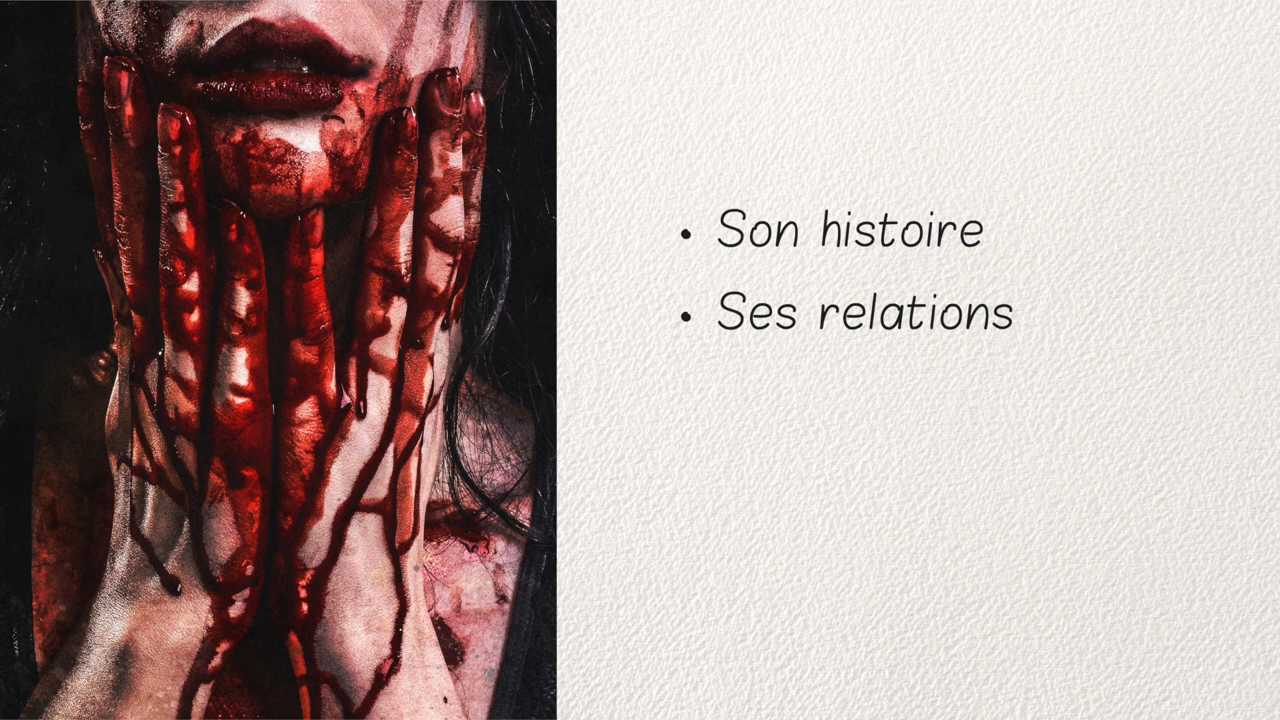 • Son histoire
• Ses relations